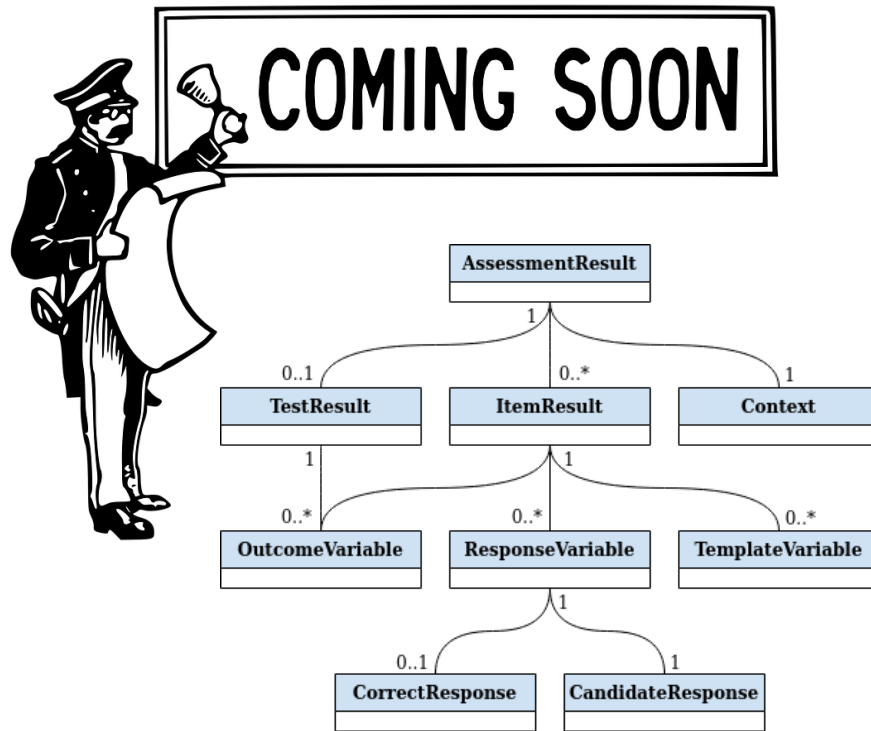 COMING SOON
AssessmentResult
1
0..1
0..*
1
TestResult
ItemResult
Context
1
1
0..*
0..*
0..*
OutcomeVariable
ResponseVariable
TemplateVariable
1
0..1
1
CorrectResponse
CandidateResponse